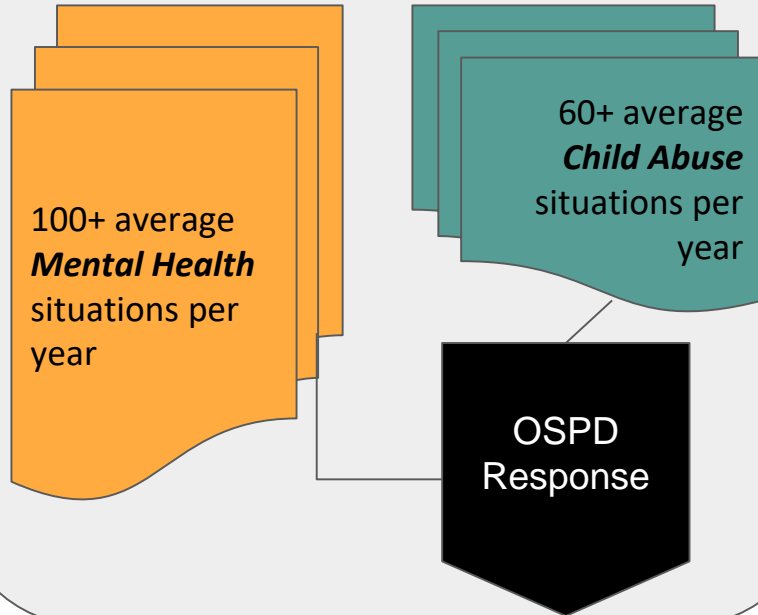 100+ average
Mental Health
situations per
year
60+ average
Child Abuse
situations per
year
OSPD
Response